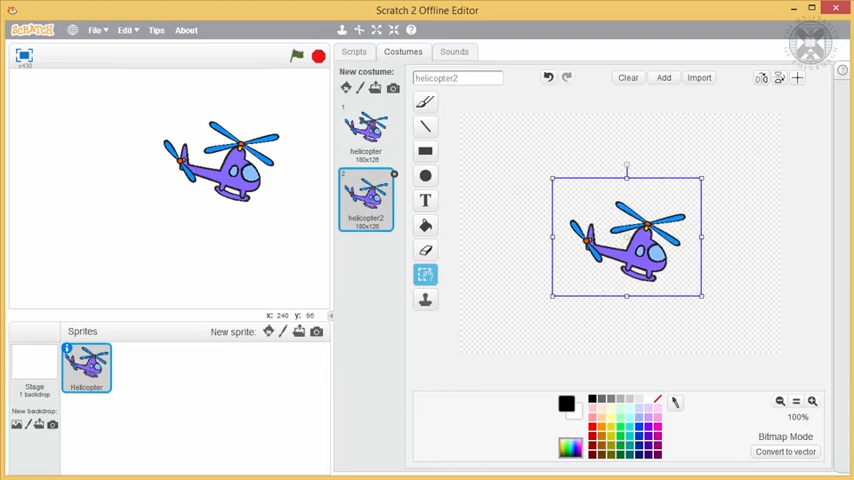 Scratch 2 Offline Editor
SCRATCH File Edit Tips About
v430
Scripts Costumes Sounds
New costume:
helicopter2
Clear Add Import
1
helicopter
180x126
2
helicopter2
180x126
T
x: 240 y: 95
Sprites New sprite:
Stage
1 backdrop
New backdrop:
Helicopter
100%
Bitmap Mode
Convert to vector